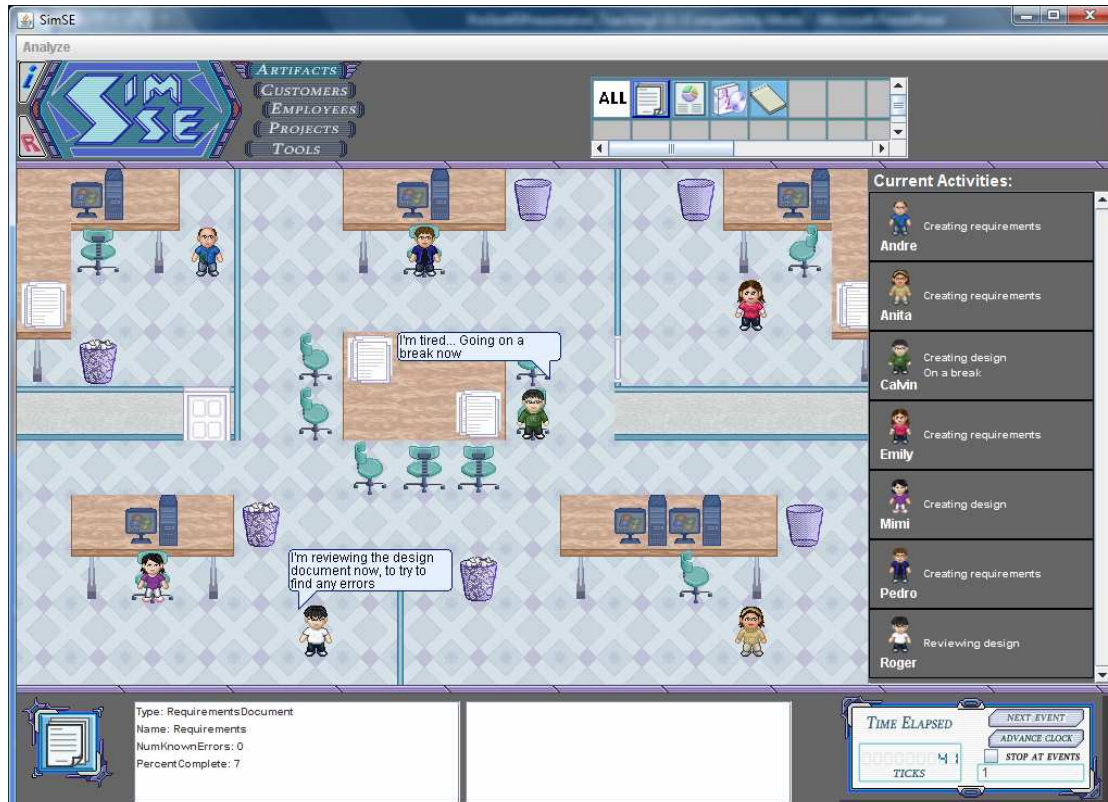 SimSE
Analyze
i
SIMSE
R
ARTIFACTS
CUSTOMERS
EMPLOYEES
PROJECTS
TOOLS
ALL
Current Activities:
Creating requirements
Andre
Creating requirements
Anita
Creating design
On a break
Calvin
Creating requirements
Emily
Creating design
Mimi
Creating requirements
Pedro
Reviewing design
Roger
I'm tired... Going on a
break now
I'm reviewing the design
document now, to try to
find any errors
Type: RequirementsDocument
Name: Requirements
NumKnownErrors: 0
PercentComplete: 7
TIME ELAPSED
41
TICKS
NEXT EVENT
ADVANCE CLOCK
STOP AT EVENTS
1